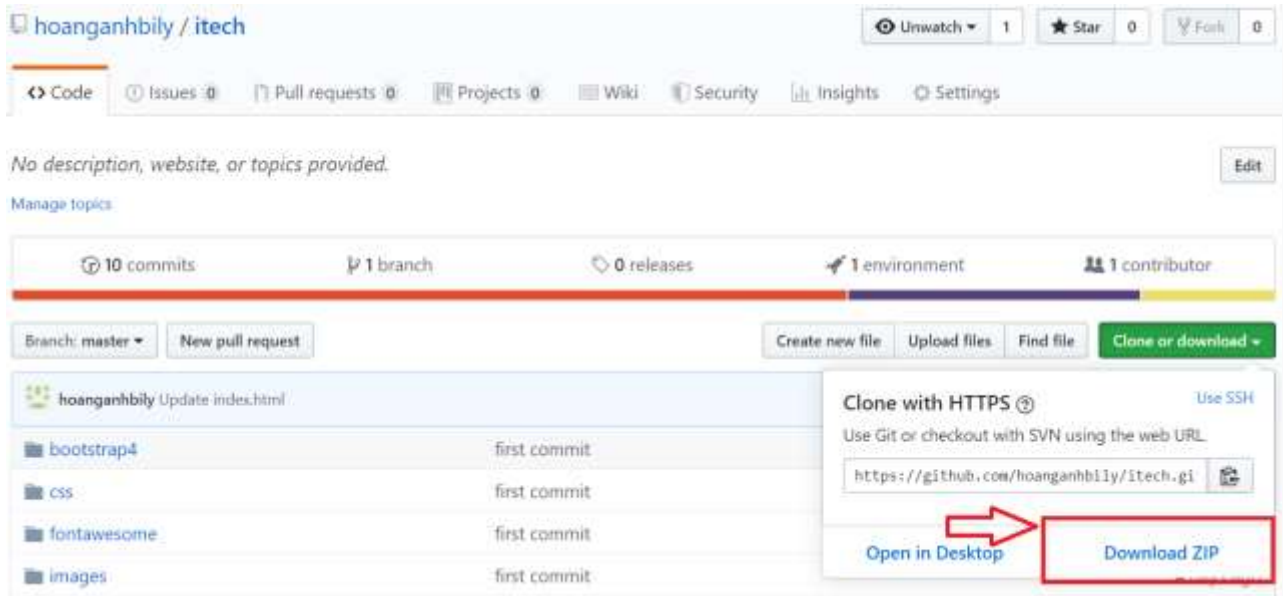 hoanganhbily / itech
Unwatch 1 Star 0 Fork 0
Code Issues 0 Pull requests 0 Projects 0 Wiki Security Insights Settings
No description, website, or topics provided.
Edit
Manage topics
10 commits 1 branch 0 releases 1 environment 1 contributor
Branch: master New pull request Create new file Upload files Find file Clone or download
hoanganhbily Update index.html
Clone with HTTPS Use SSH
Use Git or checkout with SVN using the web URL.
https://github.com/hoanganhbily/itech.gi
Open in Desktop Download ZIP
bootstrap4 first commit
css first commit
fontawesome first commit
images first commit